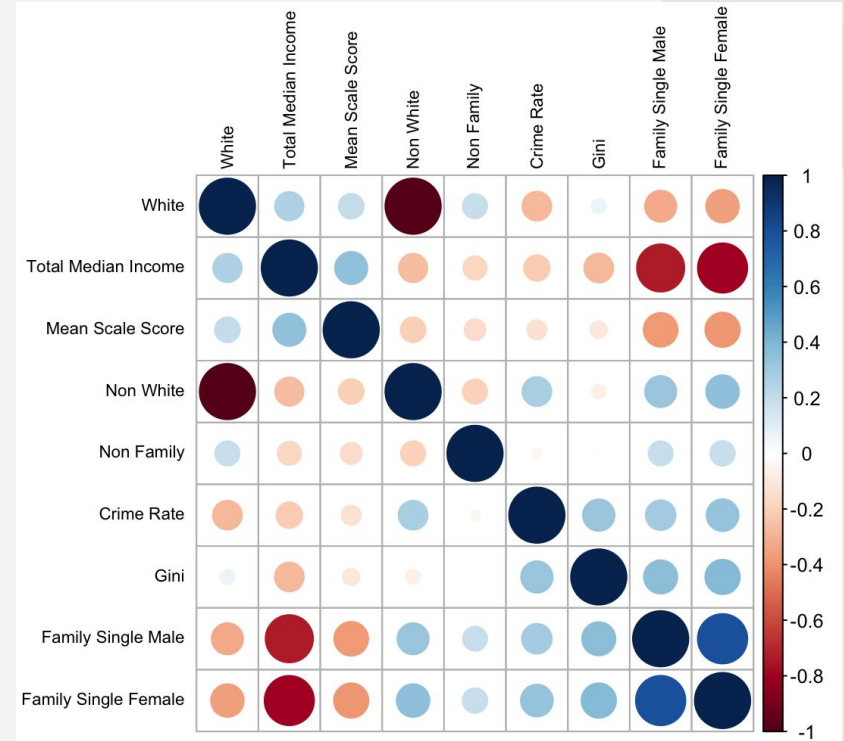 White
Total Median Income
Mean Scale Score
Non White
Non Family
Crime Rate
Gini
Family Single Male
Family Single Female
White
Total Median Income
Mean Scale Score
Non White
Non Family
Crime Rate
Gini
Family Single Male
Family Single Female
1
0.8
0.6
0.4
0.2
0
-0.2
-0.4
-0.6
-0.8
-1